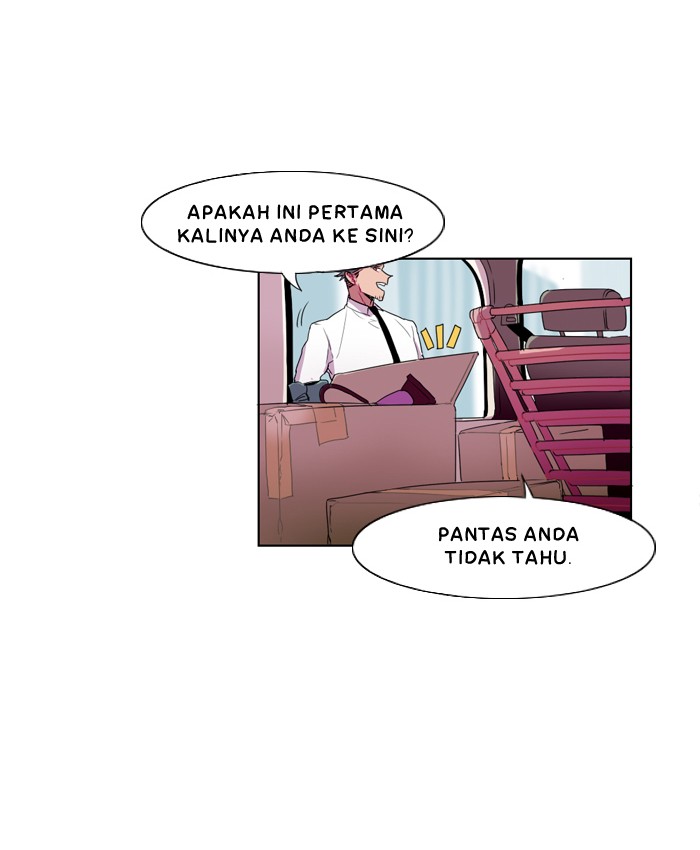 APAKAH INI PERTAMA
KALINYA ANDA KE SINI?
PANTAS ANDA
TIDAK TAHU.